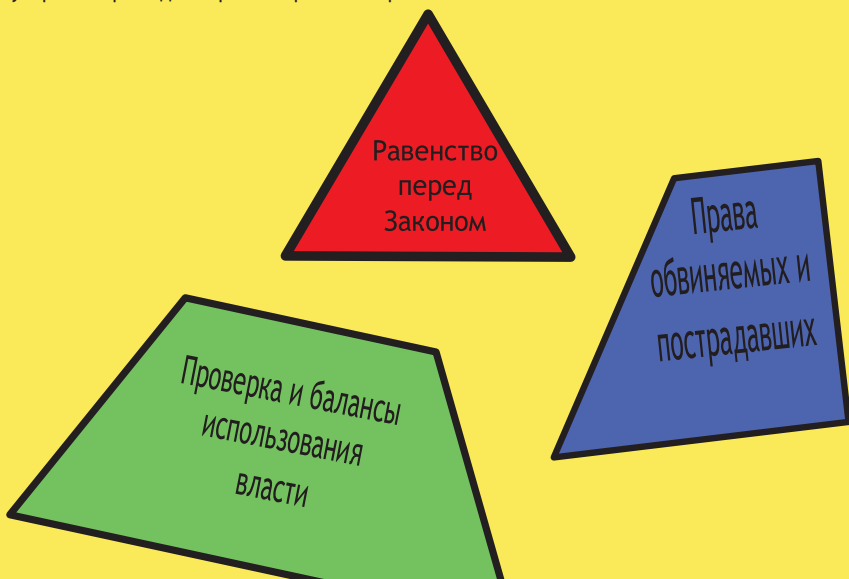 Равенство
перед
Законом
Права
обвиняемых и
пострадавших
Проверка и балансы
использования
власти